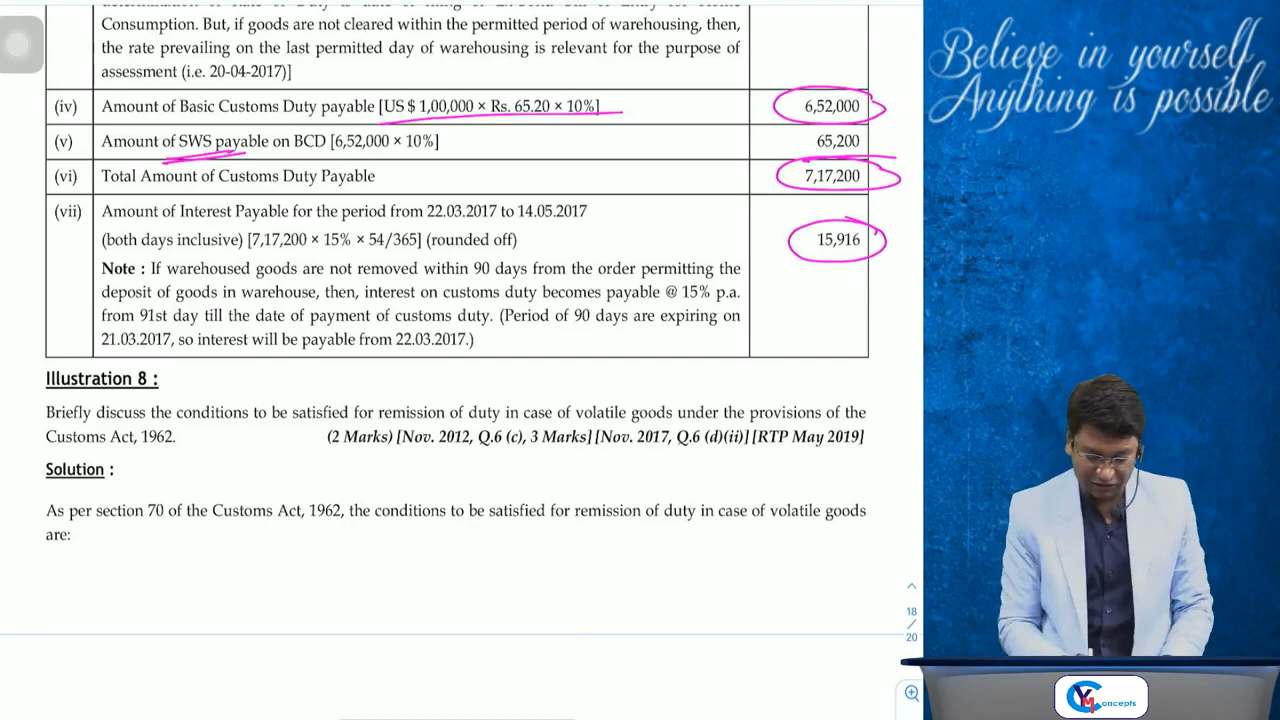 determination of Rate of Duty is date of filing of Ex-Bond Bill of Entry for Home
Consumption. But, if goods are not cleared within the permitted period of warehousing, then,
the rate prevailing on the last permitted day of warehousing is relevant for the purpose of
assessment (i.e. 20-04-2017)]
(iv) Amount of Basic Customs Duty payable [US $ 1,00,000 × Rs. 65.20 × 10%] 6,52,000
(v) Amount of SWS payable on BCD [6,52,000 × 10%] 65,200
(vi) Total Amount of Customs Duty Payable 7,17,200
(vii) Amount of Interest Payable for the period from 22.03.2017 to 14.05.2017
(both days inclusive) [7,17,200 × 15% × 54/365] (rounded off) 15,916
Note : If warehoused goods are not removed within 90 days from the order permitting the
deposit of goods in warehouse, then, interest on customs duty becomes payable @ 15% p.a.
from 91st day till the date of payment of customs duty. (Period of 90 days are expiring on
21.03.2017, so interest will be payable from 22.03.2017.)
Illustration 8 :
Briefly discuss the conditions to be satisfied for remission of duty in case of volatile goods under the provisions of the
Customs Act, 1962. (2 Marks) [Nov. 2012, Q.6 (c), 3 Marks] [Nov. 2017, Q.6 (d)(ii)] [RTP May 2019]
Solution :
As per section 70 of the Customs Act, 1962, the conditions to be satisfied for remission of duty in case of volatile goods
are:
18
/
20
Believe in yourself
Anything is possible
YM Concepts